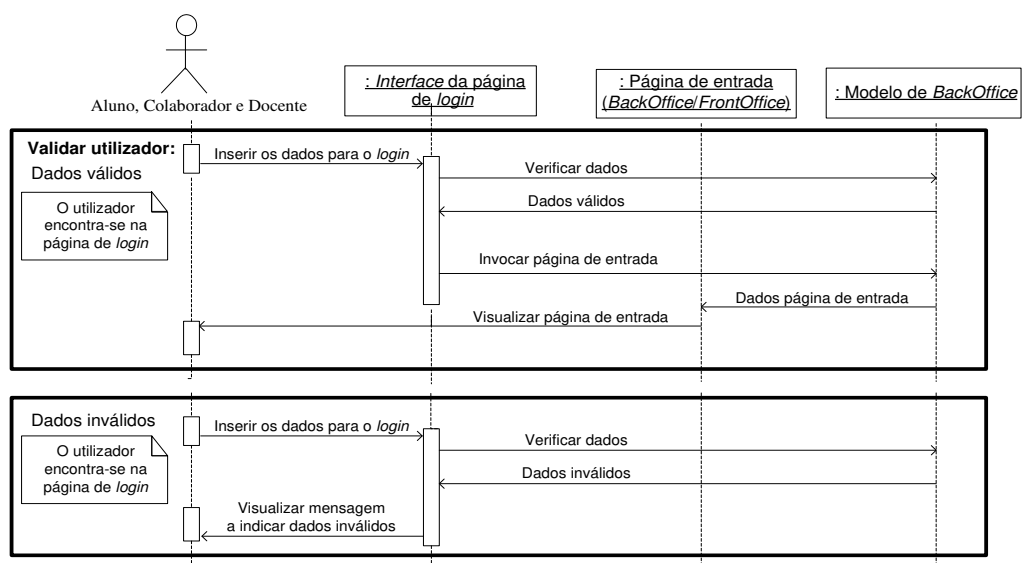 Aluno, Colaborador e Docente
: Interface da página
de login
: Página de entrada
(BackOffice/FrontOffice)
: Modelo de BackOffice
Validar utilizador:
Dados válidos
O utilizador
encontra-se na
página de login
Inserir os dados para o login
Verificar dados
Dados válidos
Invocar página de entrada
Dados página de entrada
Visualizar página de entrada
Dados inválidos
O utilizador
encontra-se na
página de login
Inserir os dados para o login
Verificar dados
Dados inválidos
Visualizar mensagem
a indicar dados inválidos